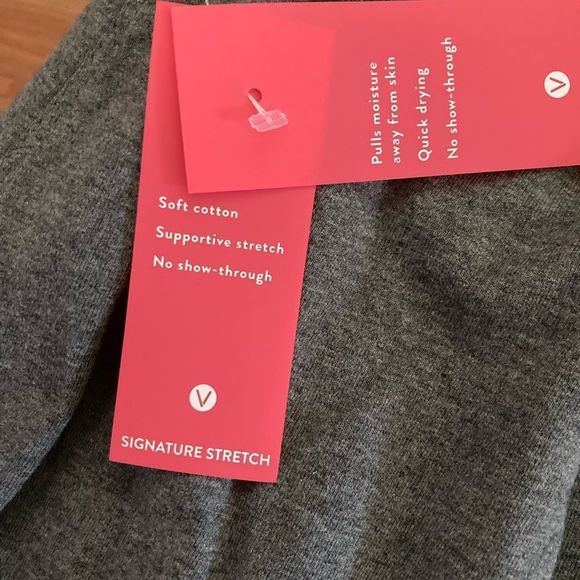 Pulls moisture
away from skin
Quick drying
No show-through
V
Soft cotton
Supportive stretch
No show-through
V
SIGNATURE STRETCH